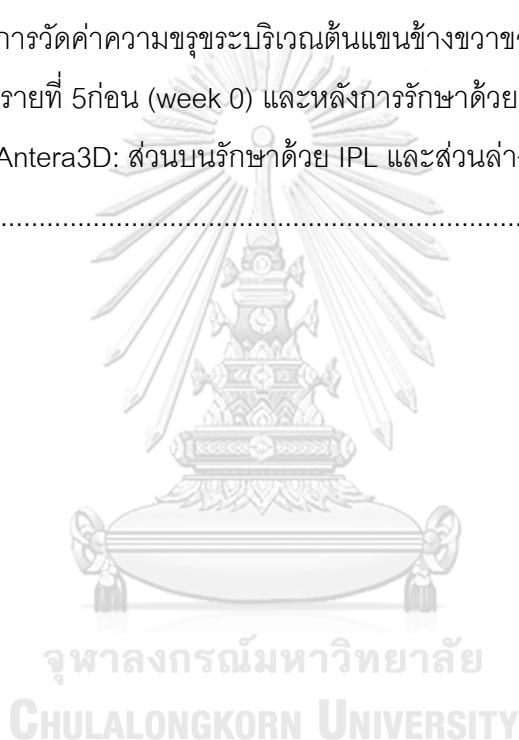 การวัดค่าความขรุขระบริเวณต้นแขนข้างขวาข
รายที่ 5ก่อน (week 0) และหลังการรักษาด้วย
Antera3D: ส่วนบนรักษาด้วย IPL และส่วนล่าง
จุฬาลงกรณ์มหาวิทยาลัย
CHULALONGKORN UNIVERSITY